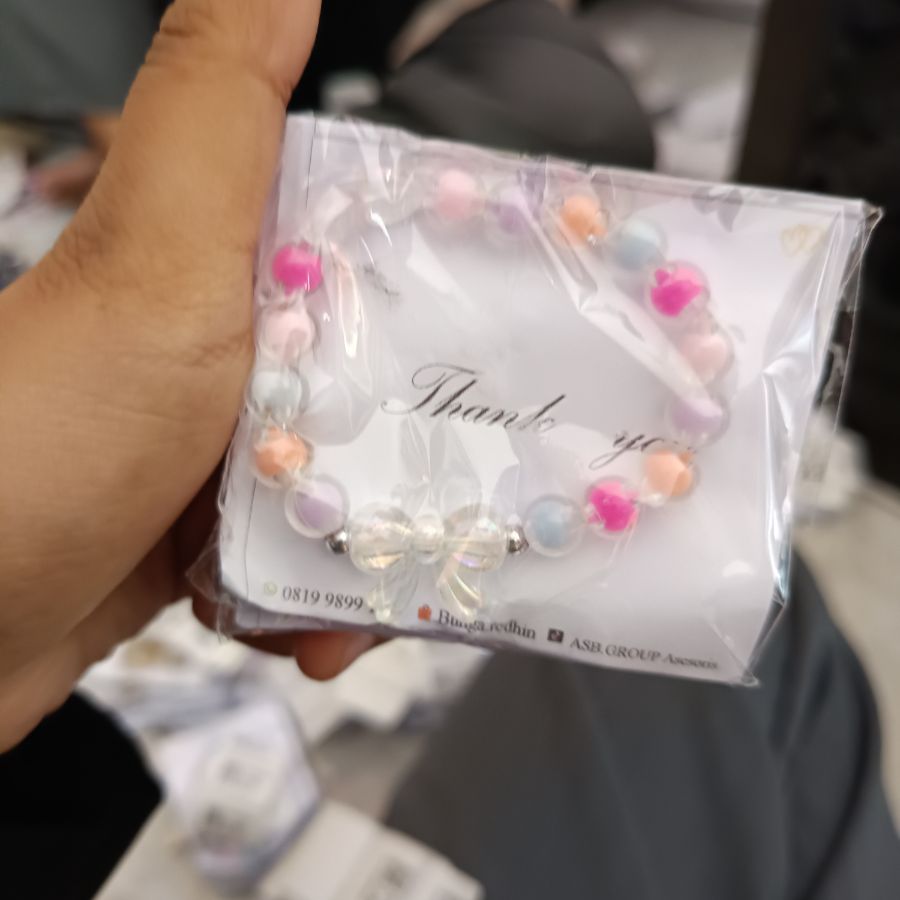 Thank you
0819 9899 Bunga redhin ASB.GROUP Asesoris